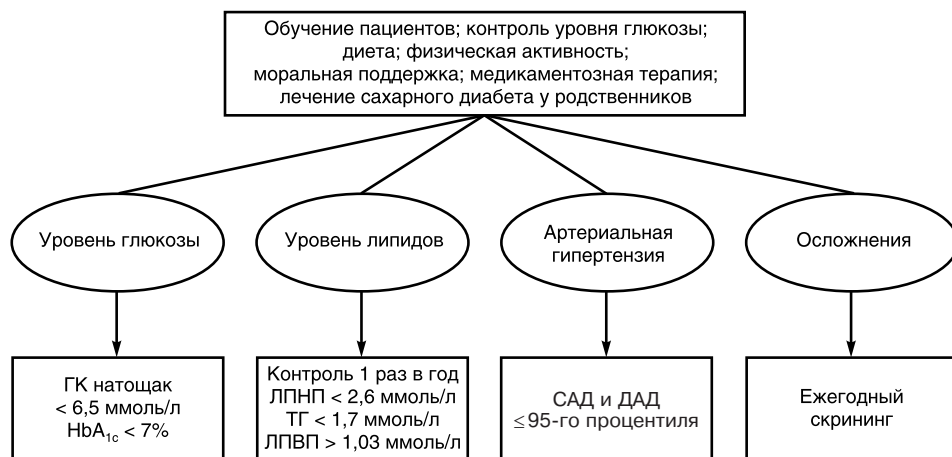 Обучение пациентов; контроль уровня глюкозы;
диета; физическая активность;
моральная поддержка; медикаментозная терапия;
лечение сахарного диабета у родственников
Уровень глюкозы
Уровень липидов
Артериальная
гипертензия
Осложнения
ГК натощак
< 6,5 ммоль/л
HbA1c < 7%
Контроль 1 раз в год
ЛПНП < 2,6 ммоль/л
ТГ < 1,7 ммоль/л
ЛПВП > 1,03 ммоль/л
САД и ДАД
≤ 95-го процентиля
Ежегодный
скрининг